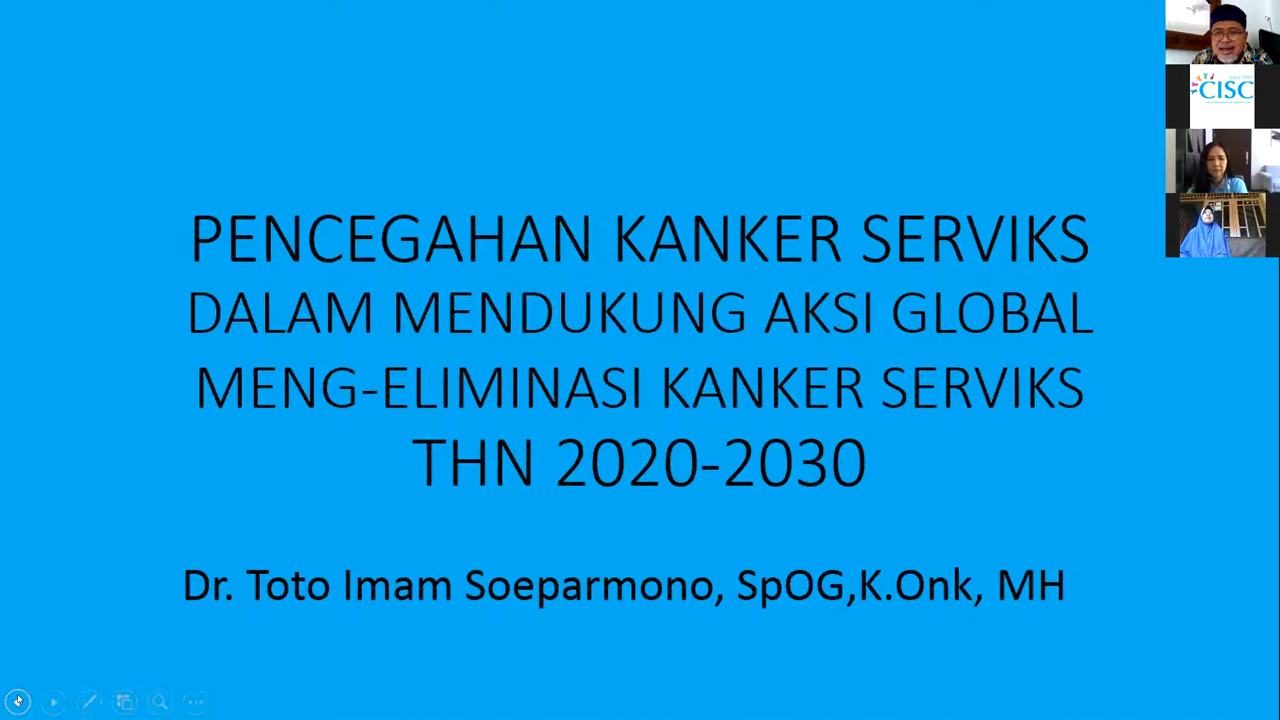 PENCEGAHAN KANKER SERVIKS
DALAM MENDUKUNG AKSI GLOBAL
MENG-ELIMINASI KANKER SERVIKS
THN 2020-2030
Dr. Toto Imam Soeparmono, SpOG,K.Onk, MH
CISC